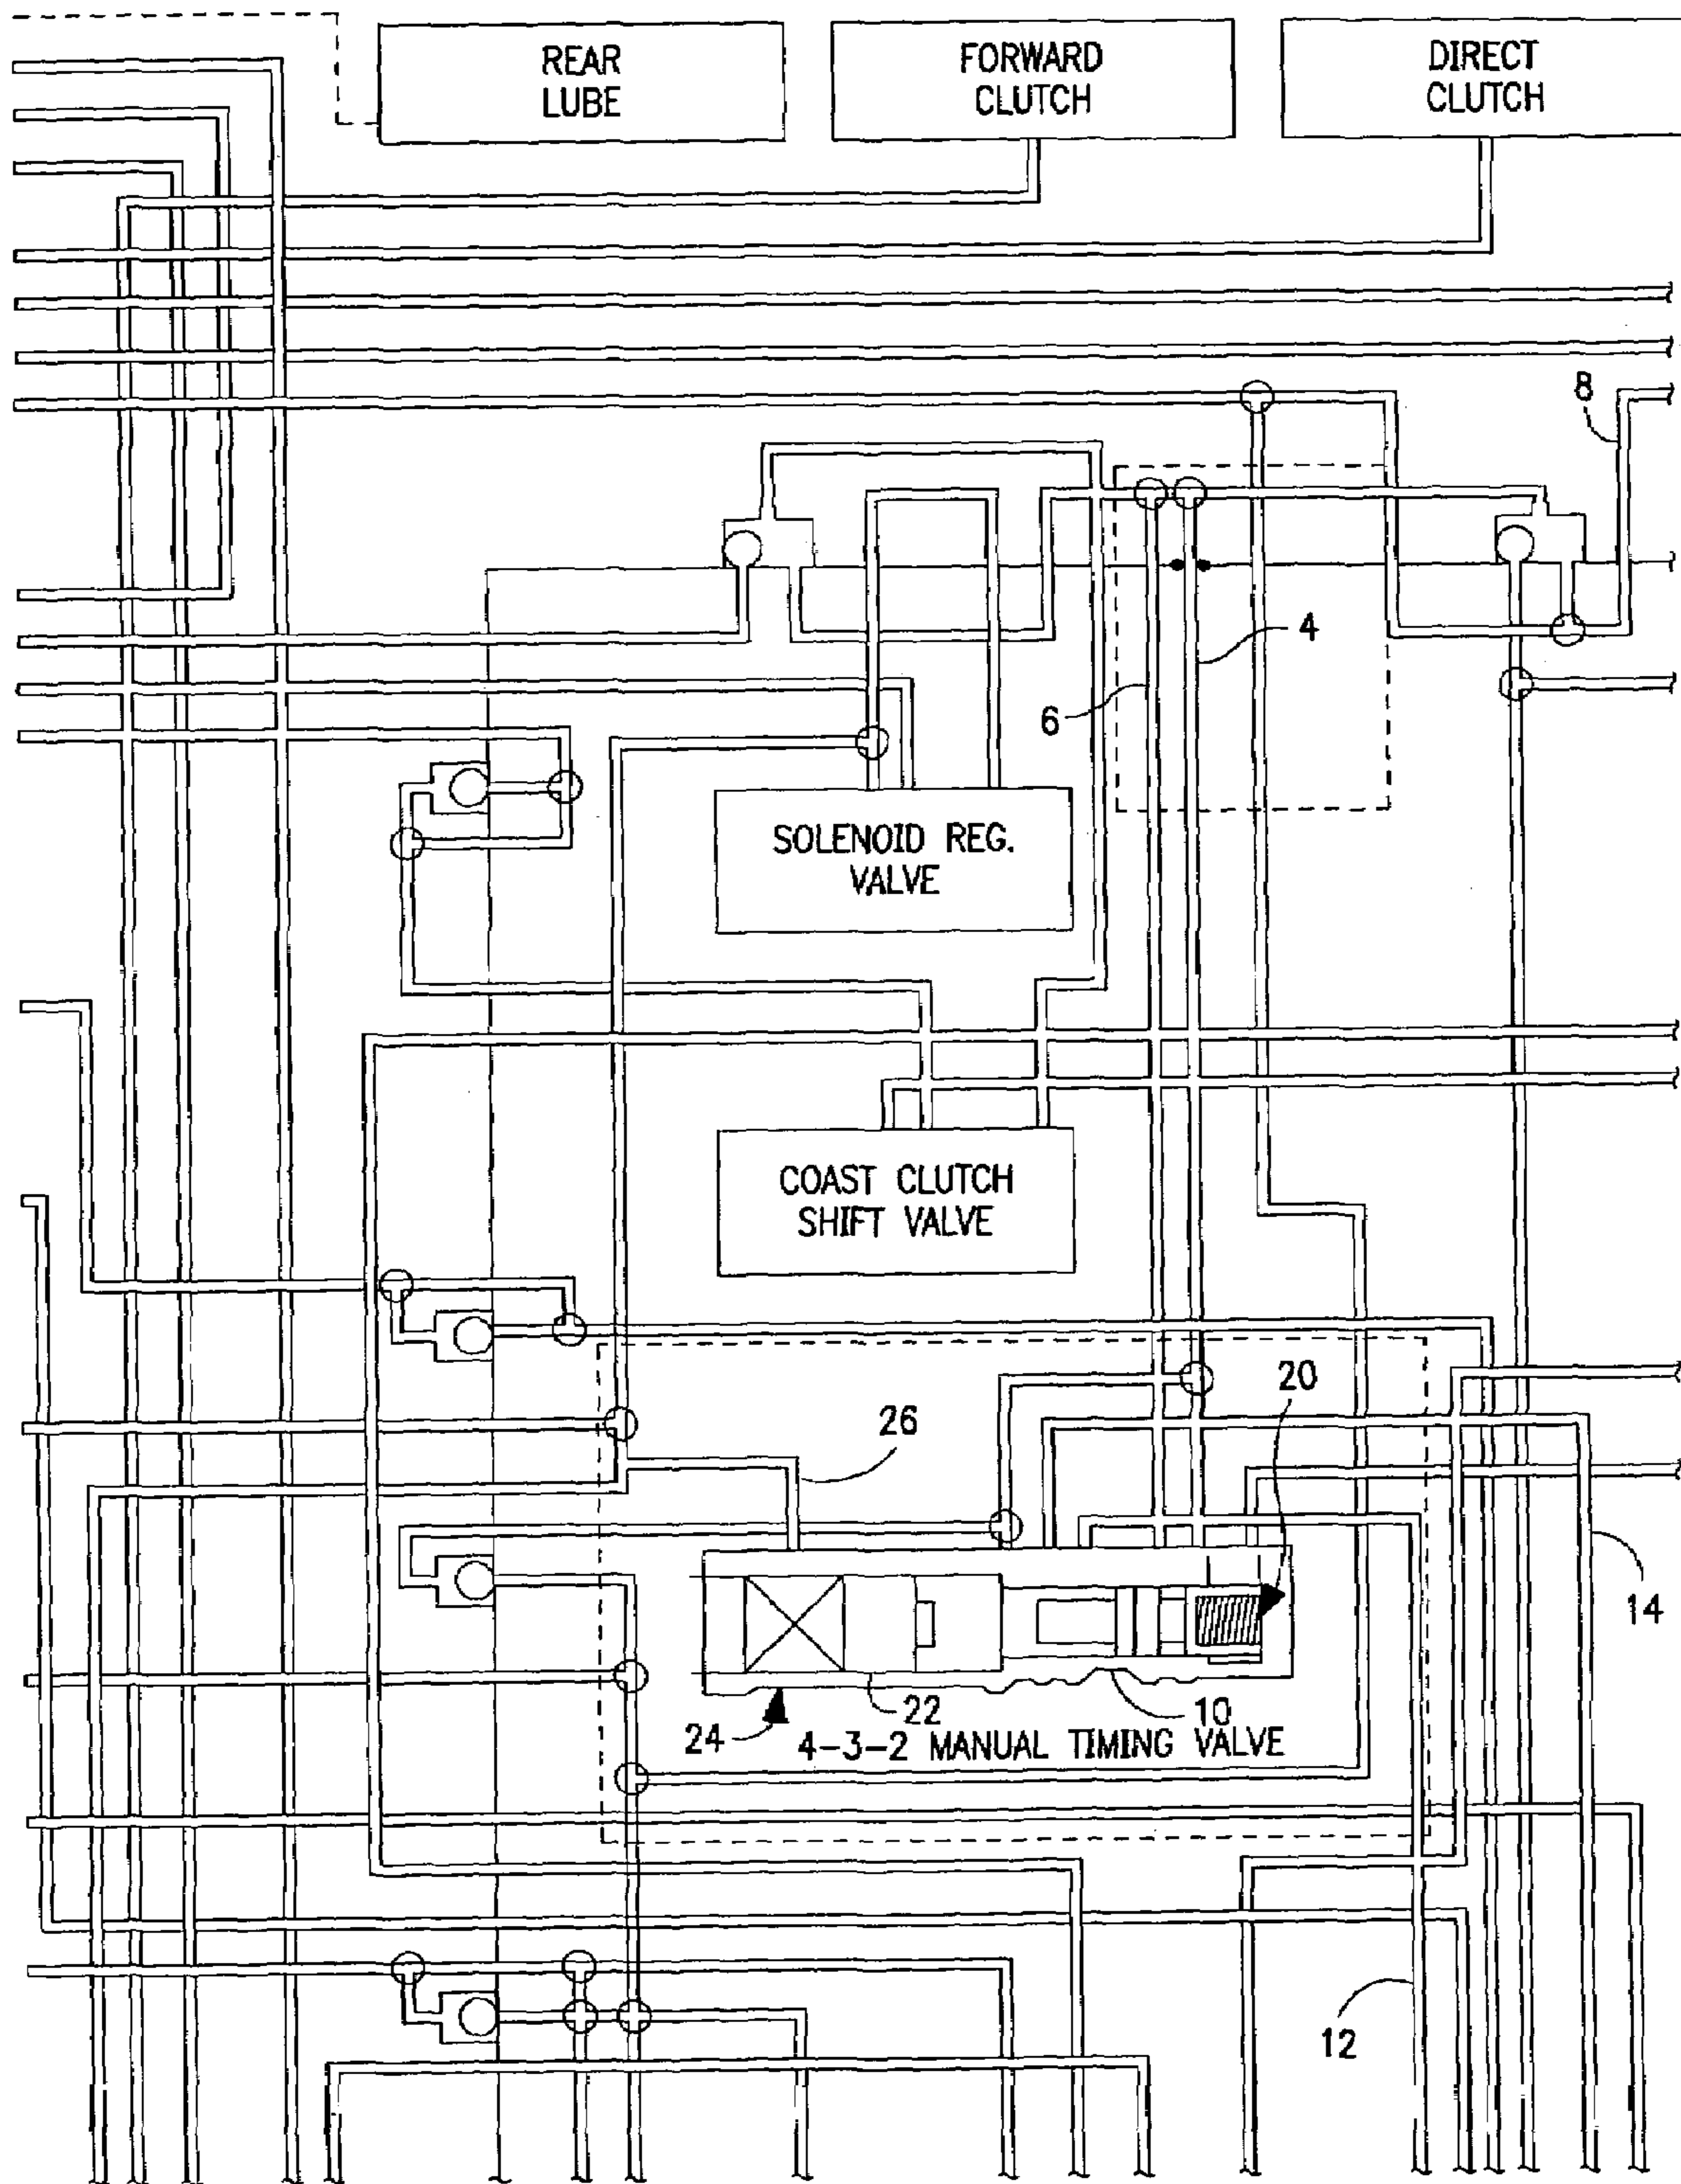 REAR
LUBE
FORWARD
CLUTCH
DIRECT
CLUTCH
8
4
6
SOLENOID REG.
VALVE
COAST CLUTCH
SHIFT VALVE
20
26
14
22
10
24
4-3-2 MANUAL TIMING VALVE
12